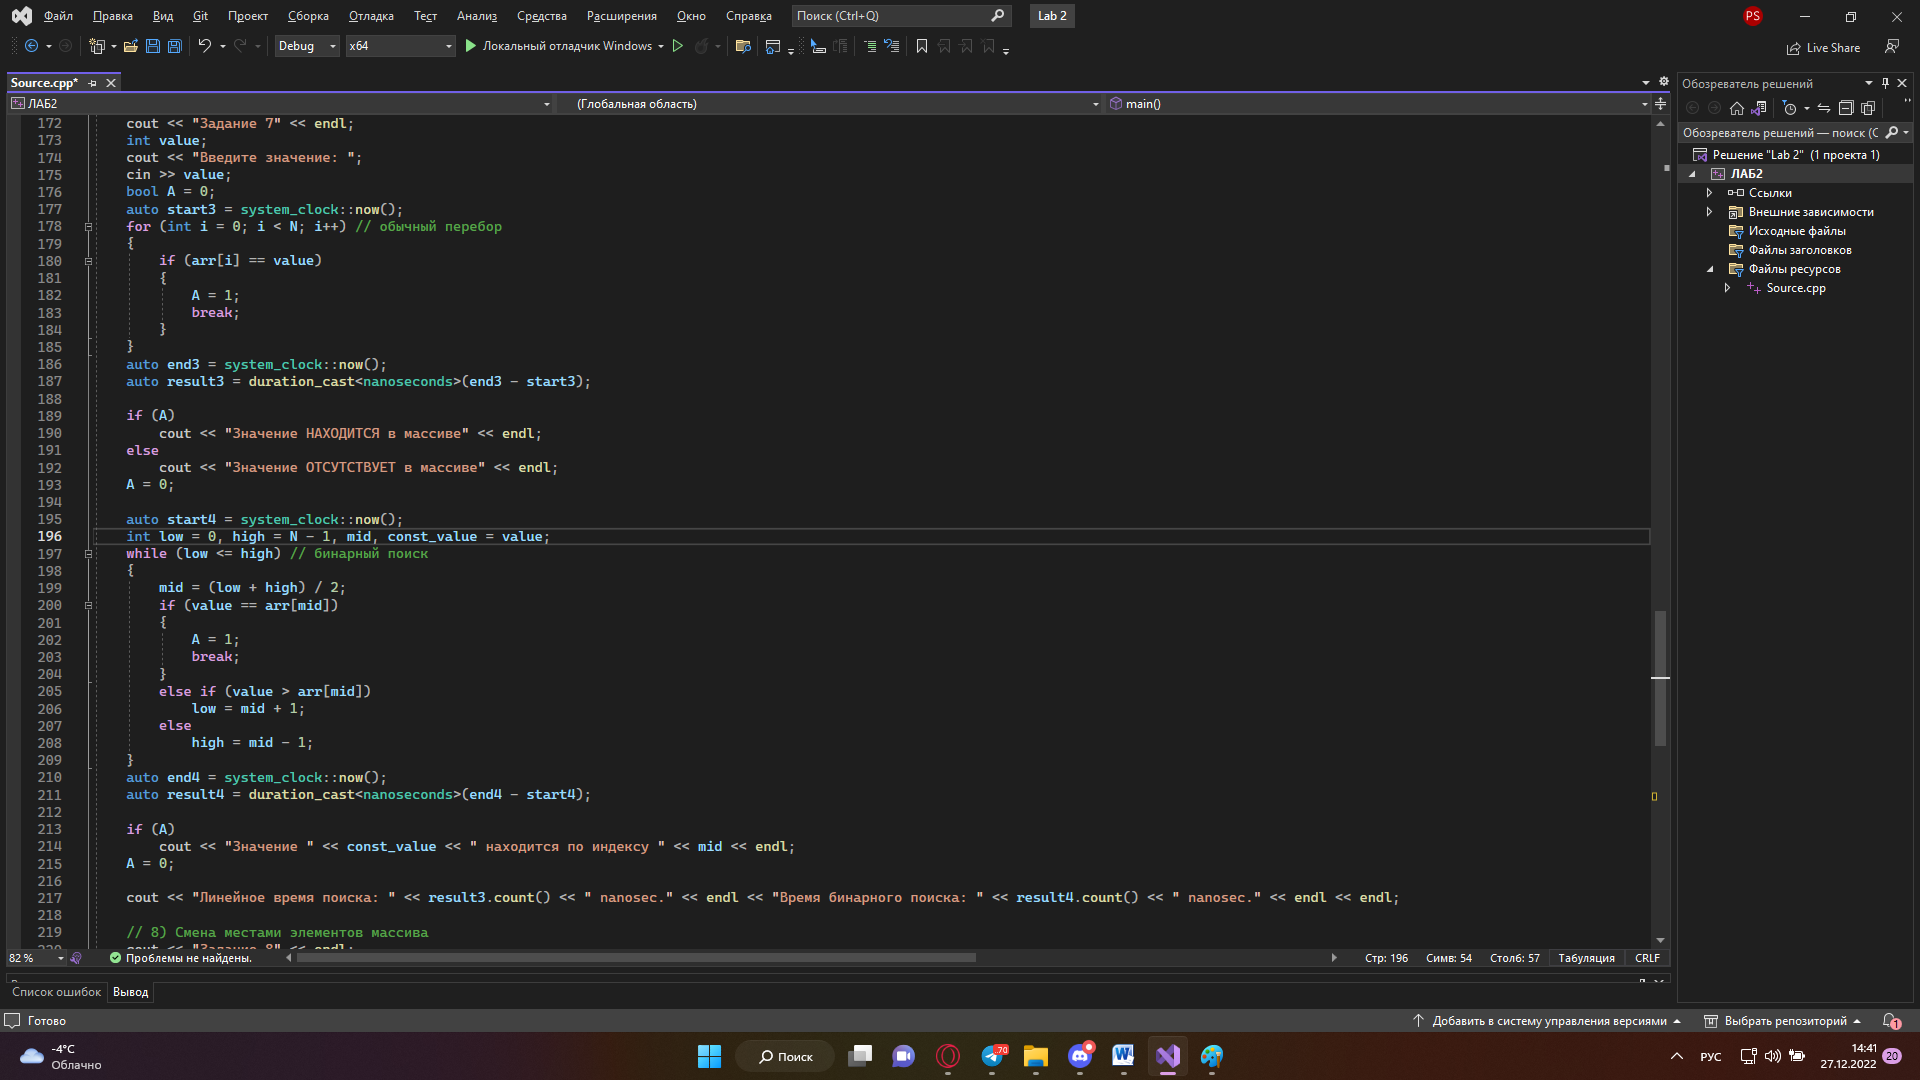 Файл Правка Вид Git Проект Сборка Отладка Тест Анализ Средства Расширения Окно Справка Поиск (Ctrl+Q) Lab 2 PS
Debug x64 Локальный отладчик Windows Live Share
Source.cpp*
ЛАБ2 (Глобальная область) main()
172 cout << "Задание 7" << endl;
173 int value;
174 cout << "Введите значение: ";
175 cin >> value;
176 bool A = 0;
177 auto start3 = system_clock::now();
178 for (int i = 0; i < N; i++) // обычный перебор
179 {
180 if (arr[i] == value)
181 {
182 A = 1;
183 break;
184 }
185 }
186 auto end3 = system_clock::now();
187 auto result3 = duration_cast<nanoseconds>(end3 - start3);
188
189 if (A)
190 cout << "Значение НАХОДИТСЯ в массиве" << endl;
191 else
192 cout << "Значение ОТСУТСТВУЕТ в массиве" << endl;
193 A = 0;
194
195 auto start4 = system_clock::now();
196 int low = 0, high = N - 1, mid, const_value = value;
197 while (low <= high) // бинарный поиск
198 {
199 mid = (low + high) / 2;
200 if (value == arr[mid])
201 {
202 A = 1;
203 break;
204 }
205 else if (value > arr[mid])
206 low = mid + 1;
207 else
208 high = mid - 1;
209 }
210 auto end4 = system_clock::now();
211 auto result4 = duration_cast<nanoseconds>(end4 - start4);
212
213 if (A)
214 cout << "Значение " << const_value << " находится по индексу " << mid << endl;
215 A = 0;
216
217 cout << "Линейное время поиска: " << result3.count() << " nanosec." << endl << "Время бинарного поиска: " << result4.count() << " nanosec." << endl << endl;
218
219 // 8) Смена местами элементов массива
220 cout << "Задание 8" << endl;
82 % Проблемы не найдены. Стр: 196 Симв: 54 Столб: 57 Табуляция CRLF
Список ошибок Вывод
Обозреватель решений
Обозреватель решений — поиск (C
Решение "Lab 2" (1 проекта 1)
ЛАБ2
Ссылки
Внешние зависимости
Исходные файлы
Файлы заголовков
Файлы ресурсов
Source.cpp
Готово Добавить в систему управления версиями Выбрать репозиторий 1
-4°C
Облачно
Поиск
70
РУС
14:41
27.12.2022
20